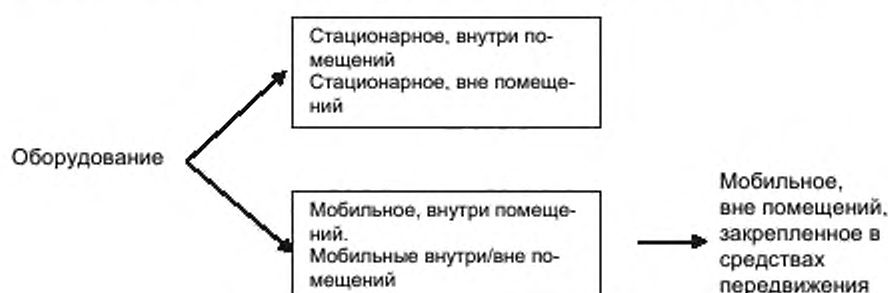 Стационарное, внутри по-
мещений
Стационарное, вне помеще-
ний
Оборудование
Мобильное, внутри помеще-
ний.
Мобильные внутри/вне по-
мещений
Мобильное,
вне помещений,
закрепленное в
средствах
передвижения